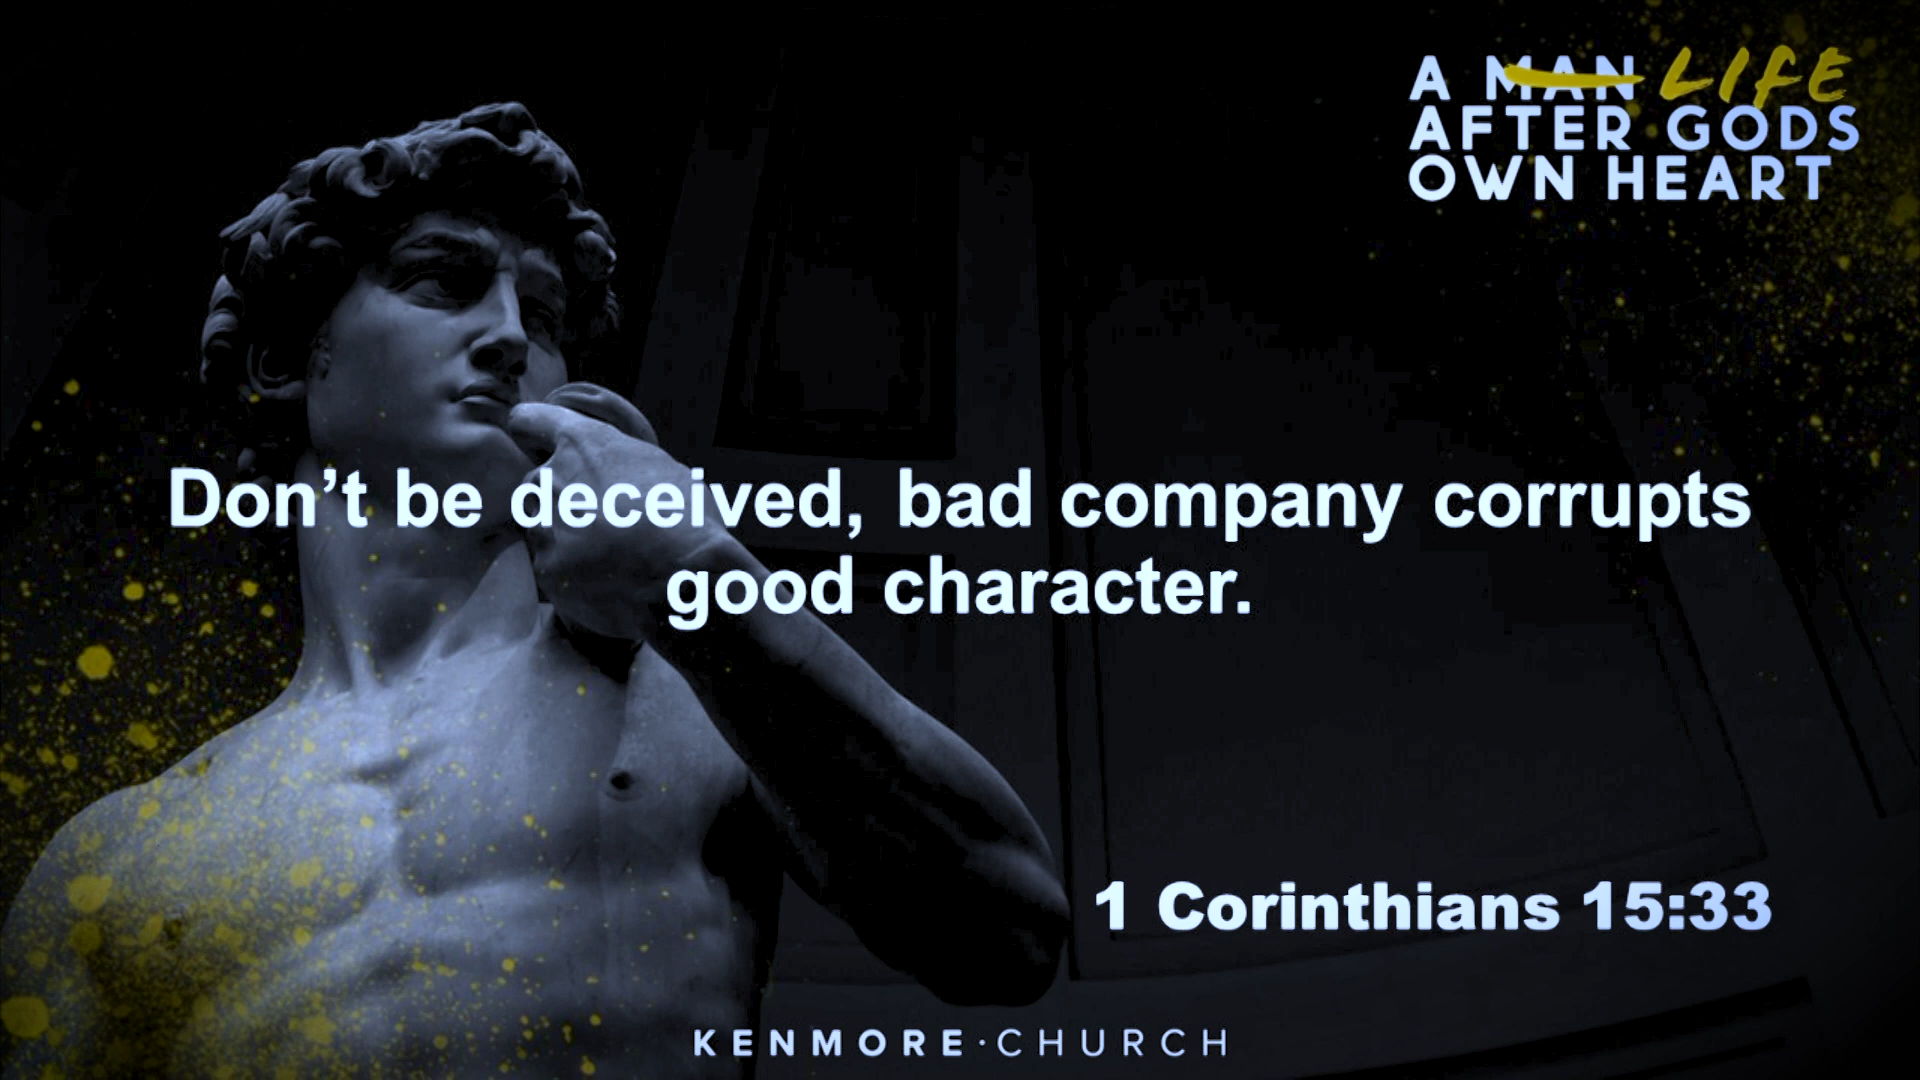 A MAN LIFE
AFTER GODS
OWN HEART
Don’t be deceived, bad company corrupts
good character.
1 Corinthians 15:33
KENMORE·CHURCH